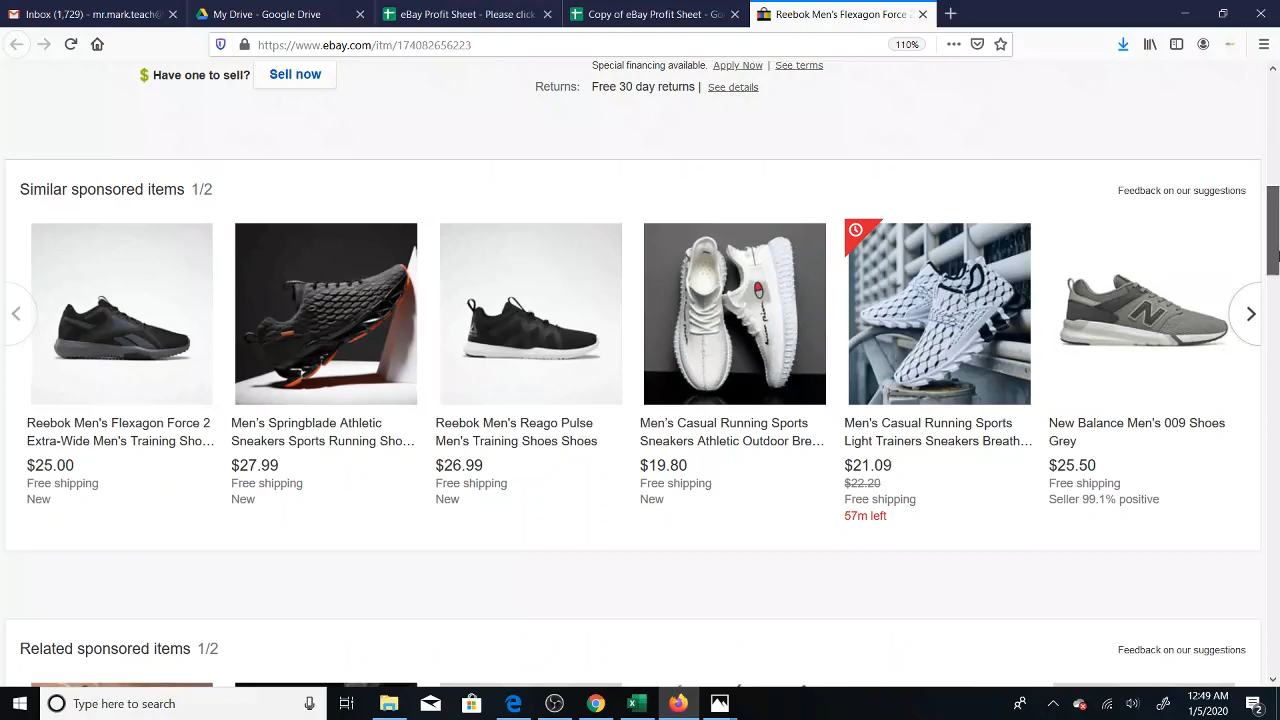 Inbox (1,729) - mark.tearn@
My Drive - Google Drive
eBay Profit Sheet - Please click
Copy of eBay Profit Sheet - Go
Reebok Men's Flexagon Force 2
https://www.ebay.com/itm/174082656223
110%
Have one to sell?
Sell now
Special financing available. Apply Now | See terms
Returns: Free 30 day returns | See details
Similar sponsored items 1/2
Feedback on our suggestions
Reebok Men's Flexagon Force 2
Extra-Wide Men's Training Sho...
$25.00
Free shipping
New
Men's Springblade Athletic
Sneakers Sports Running Sho...
$27.99
Free shipping
New
Reebok Men's Reago Pulse
Men's Training Shoes Shoes
$26.99
Free shipping
New
Men's Casual Running Sports
Sneakers Athletic Outdoor Bre...
$19.80
Free shipping
New
Men's Casual Running Sports
Light Trainers Sneakers Breath...
$21.09
$22.20
Free shipping
57m left
New Balance Men's 009 Shoes
Grey
$25.50
Free shipping
Seller 99.1% positive
Related sponsored items 1/2
Feedback on our suggestions
Type here to search
12:49 AM
1/5/2020
2